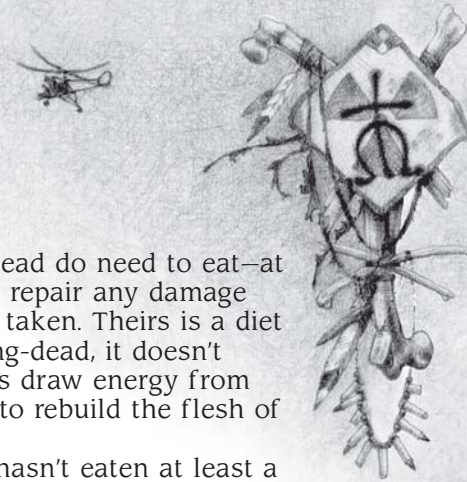 ead do need to eat—at
repair any damage
taken. Theirs is a diet
ng-dead, it doesn't
s draw energy from
to rebuild the flesh of
hasn't eaten at least a